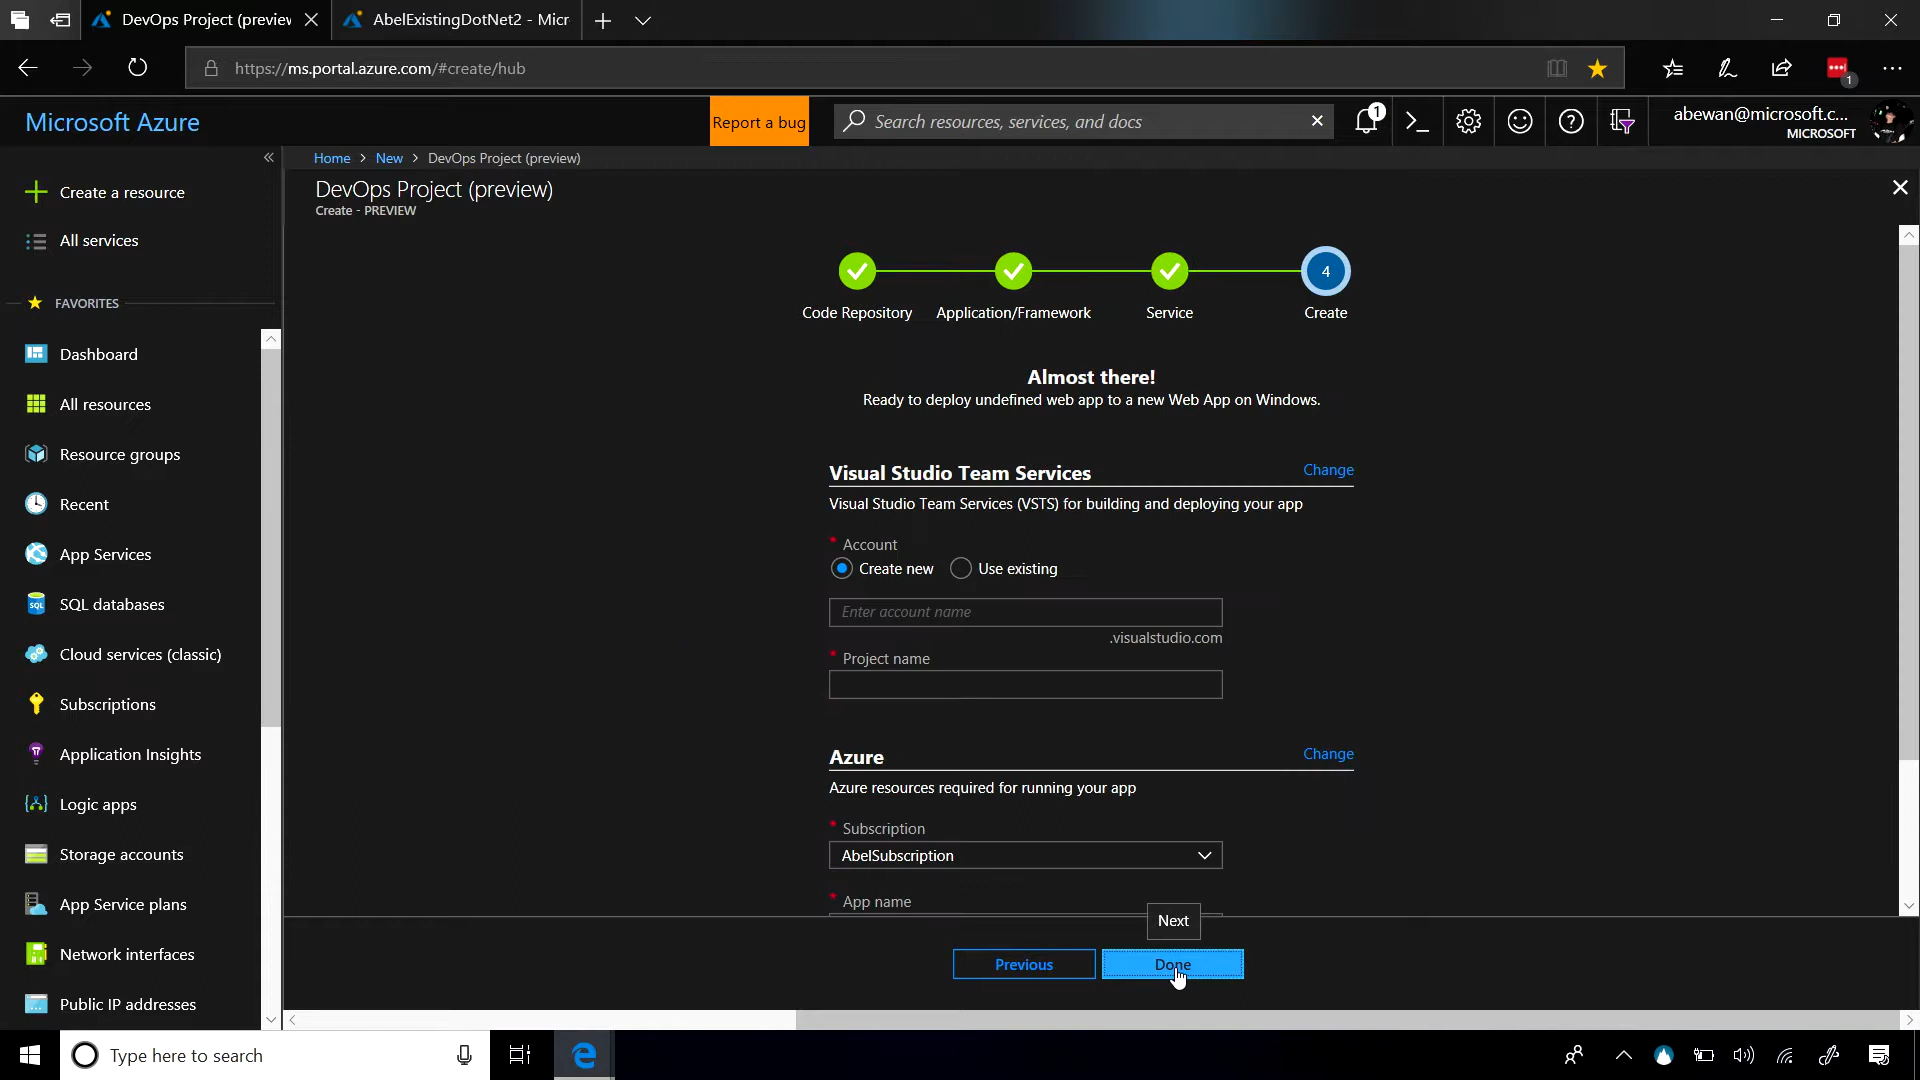 DevOps Project (preview
AbelExistingDotNet2 - Micr
https://ms.portal.azure.com/#create/hub
1
Microsoft Azure
Report a bug
Search resources, services, and docs
1
abewan@microsoft.c...
MICROSOFT
Home > New > DevOps Project (preview)
DevOps Project (preview)
Create - PREVIEW
Create a resource
All services
FAVORITES
Dashboard
All resources
Resource groups
Recent
App Services
SQL databases
Cloud services (classic)
Subscriptions
Application Insights
Logic apps
Storage accounts
App Service plans
Network interfaces
Public IP addresses
4
Code Repository
Application/Framework
Service
Create
Almost there!
Ready to deploy undefined web app to a new Web App on Windows.
Visual Studio Team Services
Change
Visual Studio Team Services (VSTS) for building and deploying your app
* Account
Create new
Use existing
Enter account name
.visualstudio.com
* Project name
Azure
Change
Azure resources required for running your app
* Subscription
AbelSubscription
* App name
Next
Previous
Done
Type here to search